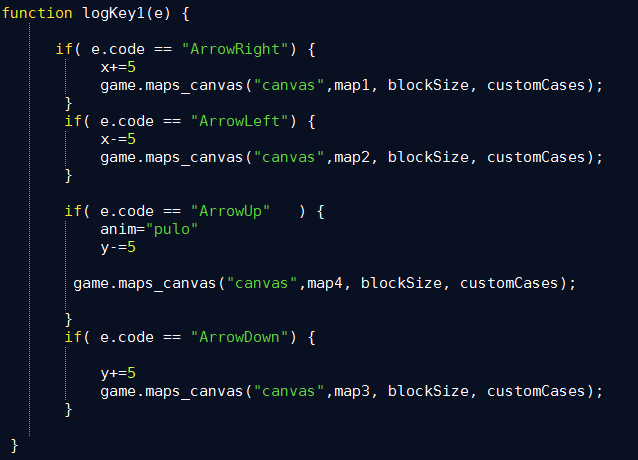 function logKey1(e) {
if( e.code == "ArrowRight") {
x+=5
game.maps_canvas("canvas",map1, blockSize, customCases);
}
if( e.code == "ArrowLeft") {
x-=5
game.maps_canvas("canvas",map2, blockSize, customCases);
}
if( e.code == "ArrowUp"   ) {
anim="pulo"
y-=5
game.maps_canvas("canvas",map4, blockSize, customCases);
}
if( e.code == "ArrowDown") {
y+=5
game.maps_canvas("canvas",map3, blockSize, customCases);
}
}